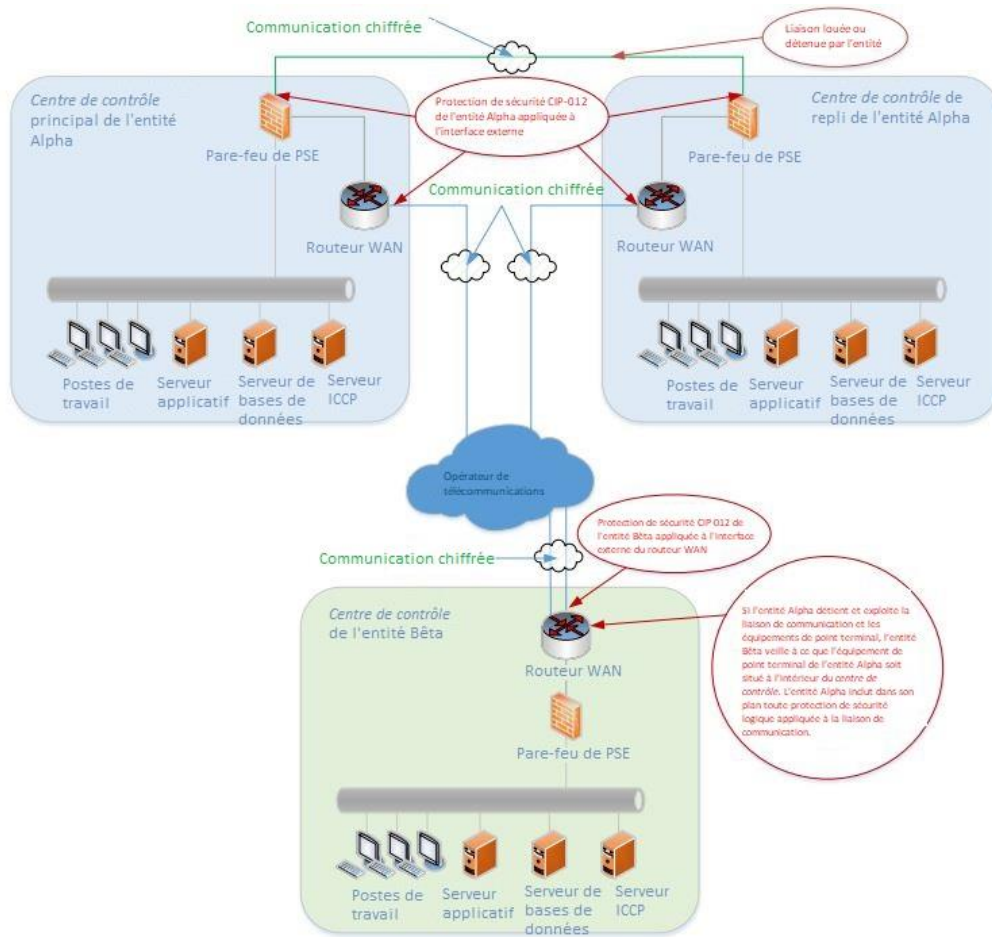 Communication chiffrée
Liaison louée ou
détenue par l'entité
Centre de contrôle
principal de l'entité
Alpha
Pare-feu de PSE
Protection de sécurité CIP-012
de l'entité Alpha appliquée à
l'interface externe
Centre de contrôle de
repli de l'entité Alpha
Pare-feu de PSE
Communication chiffrée
Routeur WAN
Routeur WAN
Postes de
travail
Serveur
applicatif
Serveur de
bases de
données
Serveur
ICCP
Postes de
travail
Serveur
applicatif
Serveur de
bases de
données
Serveur
ICCP
Opérateur de
télécommunications
Protection de sécurité CIP 012 de
l'entité Bêta appliquée à l'interface
externe du routeur WAN
Communication chiffrée
Centre de contrôle
de l'entité Bêta
Routeur WAN
Si l'entité Alpha détient et exploite la
liaison de communication et les
équipements de point terminal, l'entité
Bêta veille à ce que l'équipement de
point terminal de l'entité Alpha soit
situé à l'intérieur du centre de
contrôle. L'entité Alpha inclut dans son
plan toute protection de sécurité
logique appliquée à la liaison de
communication.
Pare-feu de PSE
Postes de
travail
Serveur
applicatif
Serveur de
bases de
données
Serveur
ICCP